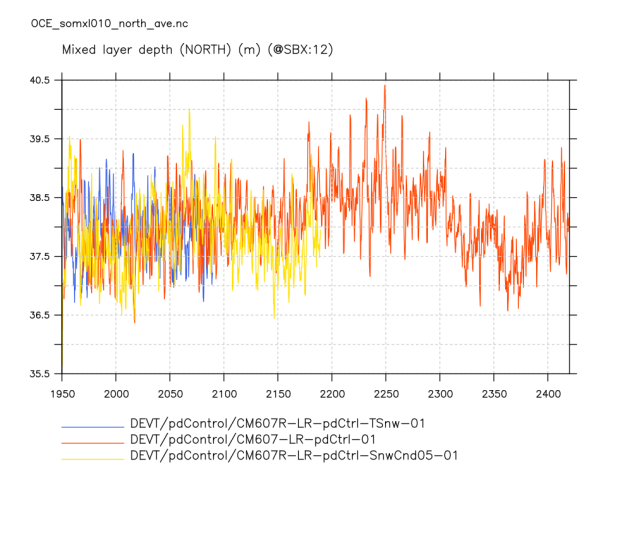 OCE_somxl010_north_ave.nc
Mixed layer depth (NORTH) (m) (@SBX:12)
40.5
39.5
38.5
37.5
36.5
35.5
1950 2000 2050 2100 2150 2200 2250 2300 2350 2400
DEVT/pdControl/CM607R-LR-pdCtrl-TSnw-01
DEVT/pdControl/CM607-LR-pdCtrl-01
DEVT/pdControl/CM607R-LR-pdCtrl-SnwCnd05-01